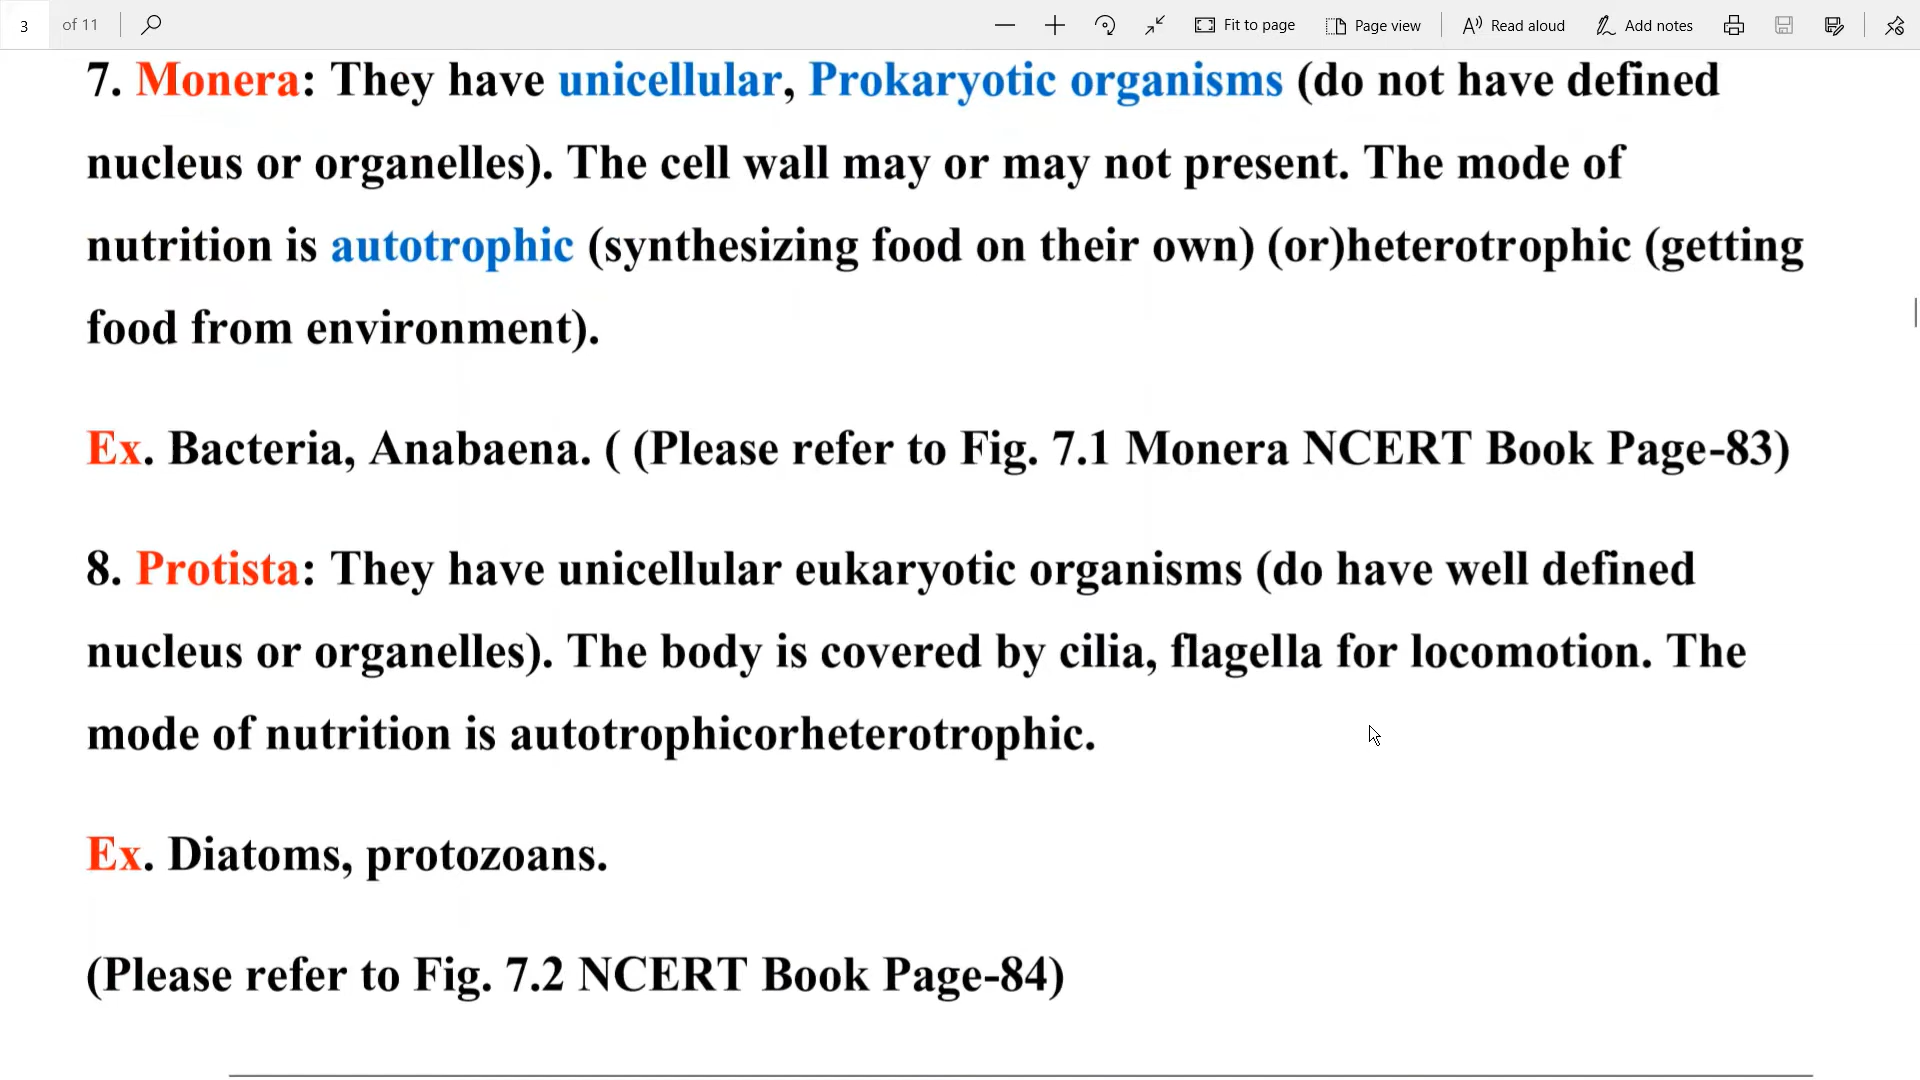 3 of 11 Fit to page Page view Read aloud Add notes
7. Monera: They have unicellular, Prokaryotic organisms (do not have defined
nucleus or organelles). The cell wall may or may not present. The mode of
nutrition is autotrophic (synthesizing food on their own) (or)heterotrophic (getting
food from environment).
Ex. Bacteria, Anabaena. ( (Please refer to Fig. 7.1 Monera NCERT Book Page-83)
8. Protista: They have unicellular eukaryotic organisms (do have well defined
nucleus or organelles). The body is covered by cilia, flagella for locomotion. The
mode of nutrition is autotrophicorheterotrophic.
Ex. Diatoms, protozoans.
(Please refer to Fig. 7.2 NCERT Book Page-84)